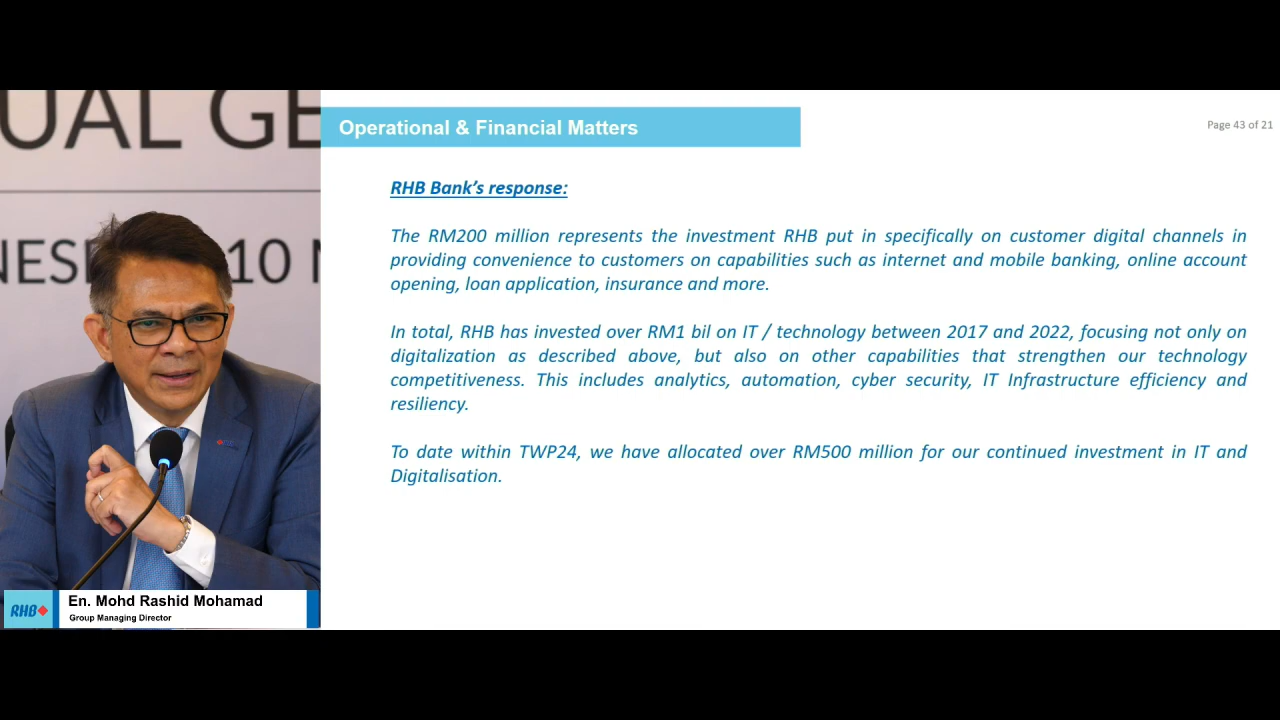 UAL GE
10
Operational & Financial Matters
Page 43 of 21
RHB Bank’s response:
The RM200 million represents the investment RHB put in specifically on customer digital channels in
providing convenience to customers on capabilities such as internet and mobile banking, online account
opening, loan application, insurance and more.
In total, RHB has invested over RM1 bil on IT / technology between 2017 and 2022, focusing not only on
digitalization as described above, but also on other capabilities that strengthen our technology
competitiveness. This includes analytics, automation, cyber security, IT Infrastructure efficiency and
resiliency.
To date within TWP24, we have allocated over RM500 million for our continued investment in IT and
Digitalisation.
RHB
En. Mohd Rashid Mohamad
Group Managing Director